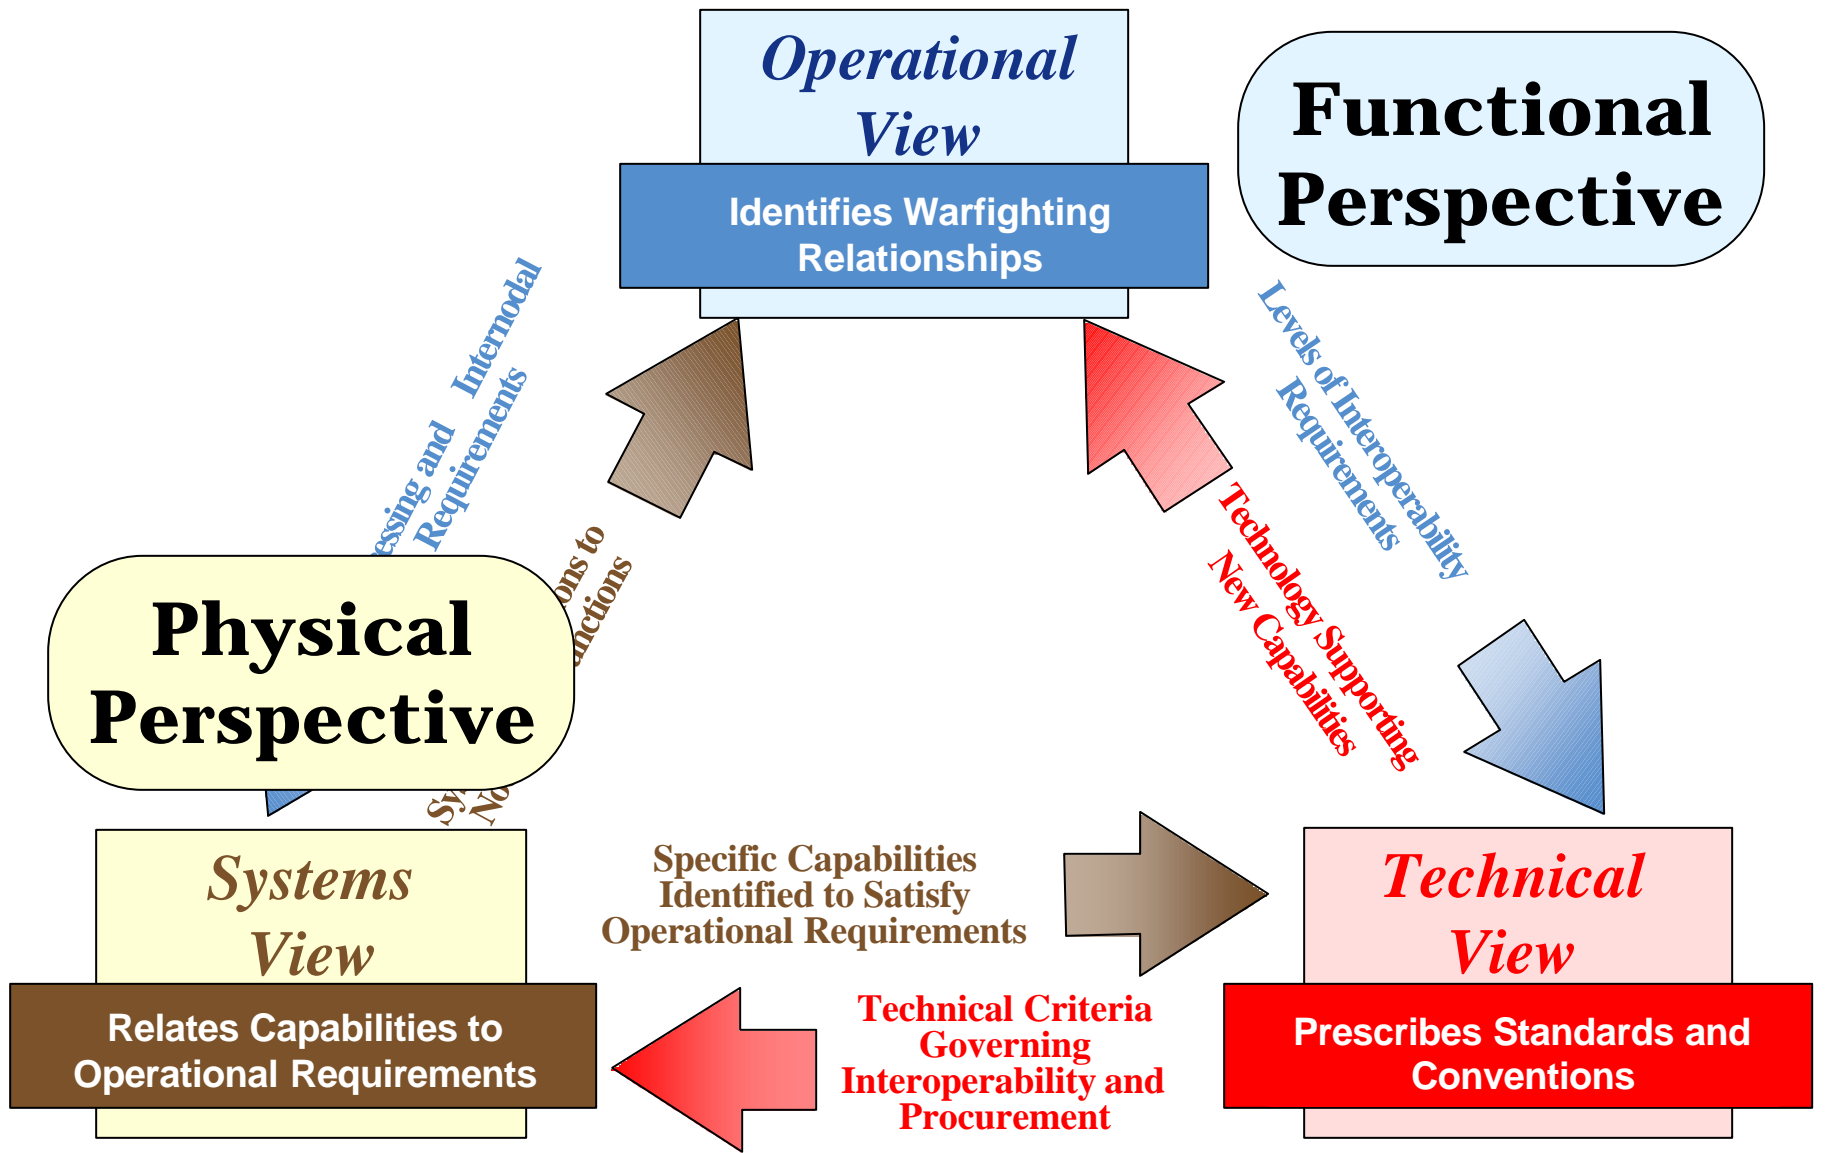 Operational
View
Identifies Warfighting
Relationships
Functional
Perspective
Internodal
and
Requirements
to
Levels of Interoperability
Requirements
Technology Supporting
New Capabilities
Physical
Perspective
Systems
View
Relates Capabilities to
Operational Requirements
Specific Capabilities
Identified to Satisfy
Operational Requirements
Technical Criteria
Governing
Interoperability and
Procurement
Technical
View
Prescribes Standards and
Conventions